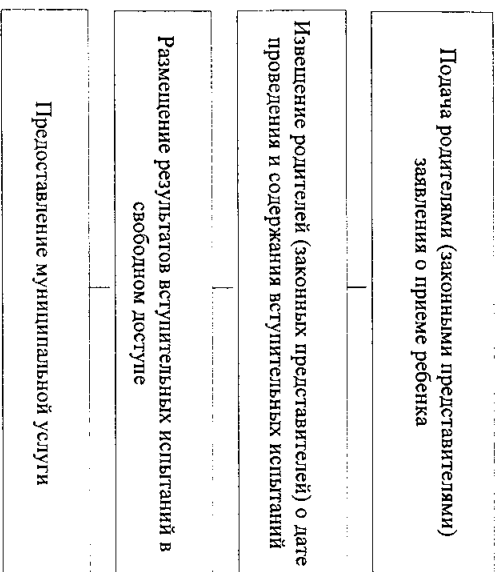 Подача родителями (законными представителями)
заявления о приеме ребенка
Извещение родителей (законных представителей) о дате
проведения и содержания вступительных испытаний
Размещение результатов вступительных испытаний в
свободном доступе
Предоставление муниципальной услуги